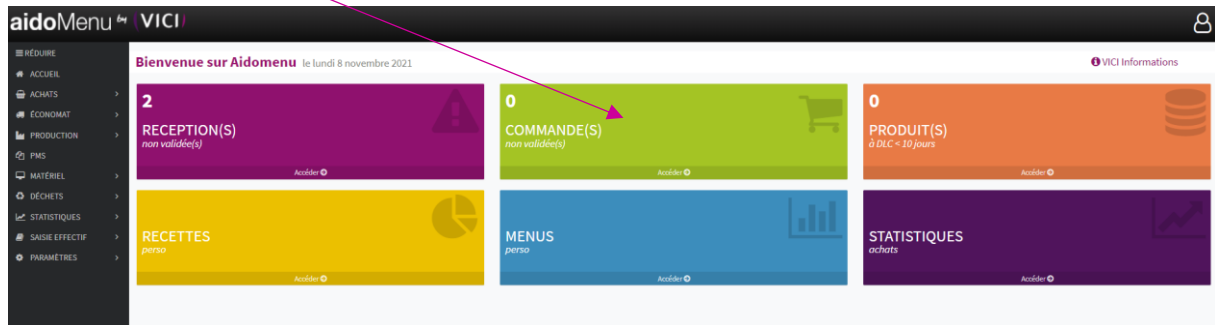 aidoMenu by (VICI)
RÉDUIRE
ACCUEIL
ACHATS
ÉCONOMAT
PRODUCTION
PMS
MATÉRIEL
DÉCHETS
STATISTIQUES
SAISIE EFFECTIF
PARAMÈTRES
Bienvenue sur Aidomenu le lundi 8 novembre 2021
VICI Informations
2
RECEPTION(S)
non validée(s)
Accéder
0
COMMANDE(S)
non validée(s)
Accéder
0
PRODUIT(S)
à DLC < 10 jours
Accéder
RECETTES
perso
Accéder
MENUS
perso
Accéder
STATISTIQUES
achats
Accéder